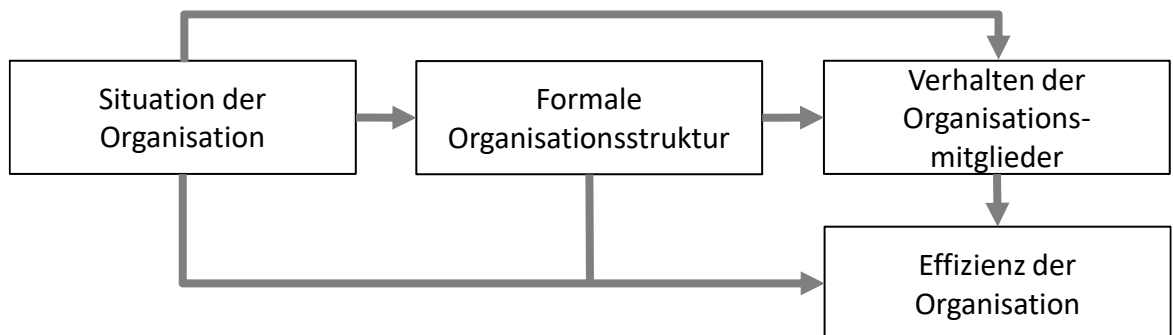 Situation der
Organisation
Formale
Organisationsstruktur
Verhalten der
Organisations-
mitglieder
Effizienz der
Organisation